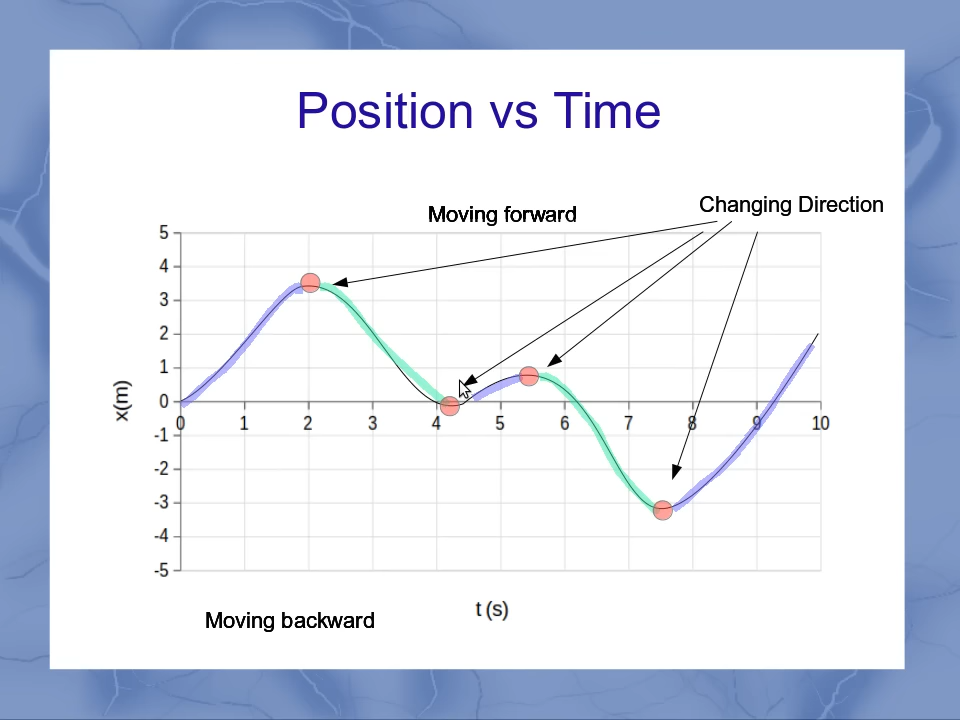 Position vs Time
Moving forward
Changing Direction
5
4
3
2
1
0
-1
-2
-3
-4
-5
x(m)
0 1 2 3 4 5 6 7 8 9 10
t (s)
Moving backward